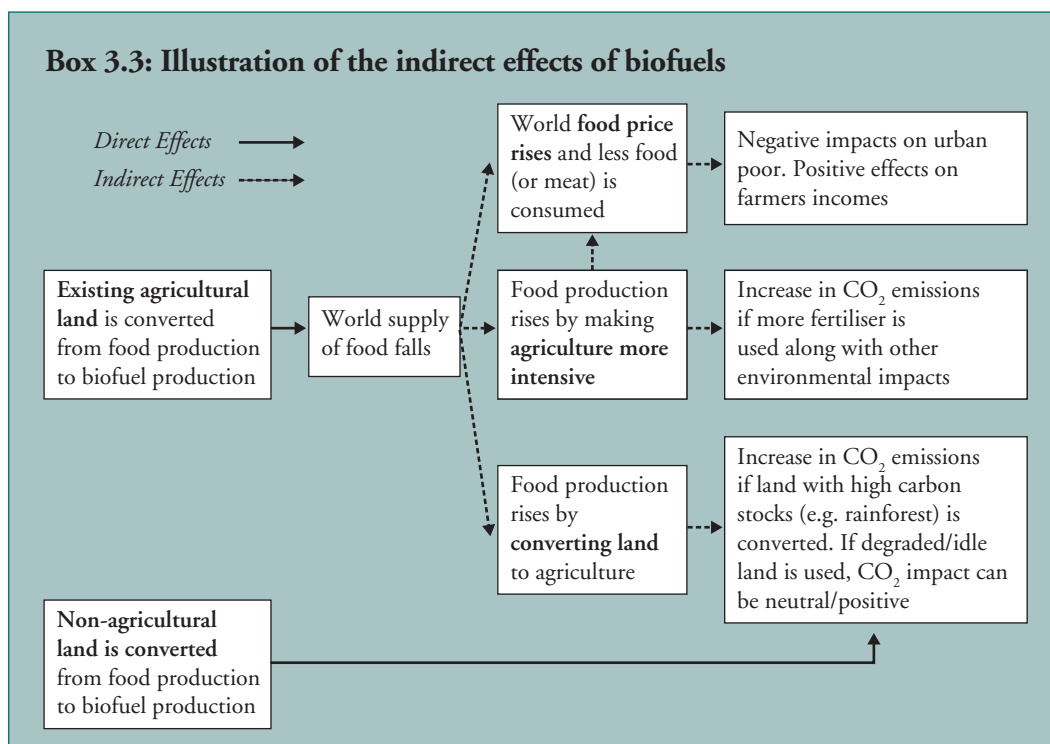 Box 3.3: Illustration of the indirect effects of biofuels
Direct Effects
Indirect Effects
World food price
rises and less food
(or meat) is
consumed
Negative impacts on urban
poor. Positive effects on
farmers incomes
Existing agricultural
land is converted
from food production
to biofuel production
World supply
of food falls
Food production
rises by making
agriculture more
intensive
Increase in CO₂ emissions
if more fertiliser is
used along with other
environmental impacts
Food production
rises by
converting land
to agriculture
Increase in CO₂ emissions
if land with high carbon
stocks (e.g. rainforest) is
converted. If degraded/idle
land is used, CO₂ impact can
be neutral/positive
Non-agricultural
land is converted
from food production
to biofuel production